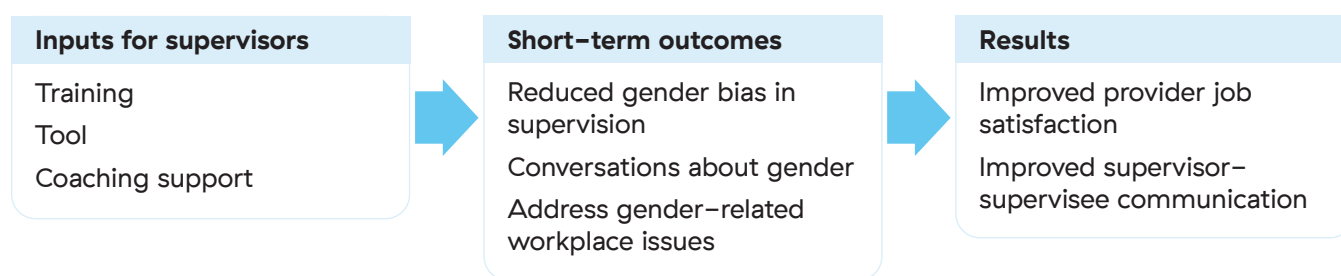 Inputs for supervisors
Training
Tool
Coaching support
Short-term outcomes
Reduced gender bias in
supervision
Conversations about gender
Address gender-related
workplace issues
Results
Improved provider job
satisfaction
Improved supervisor-
supervisee communication